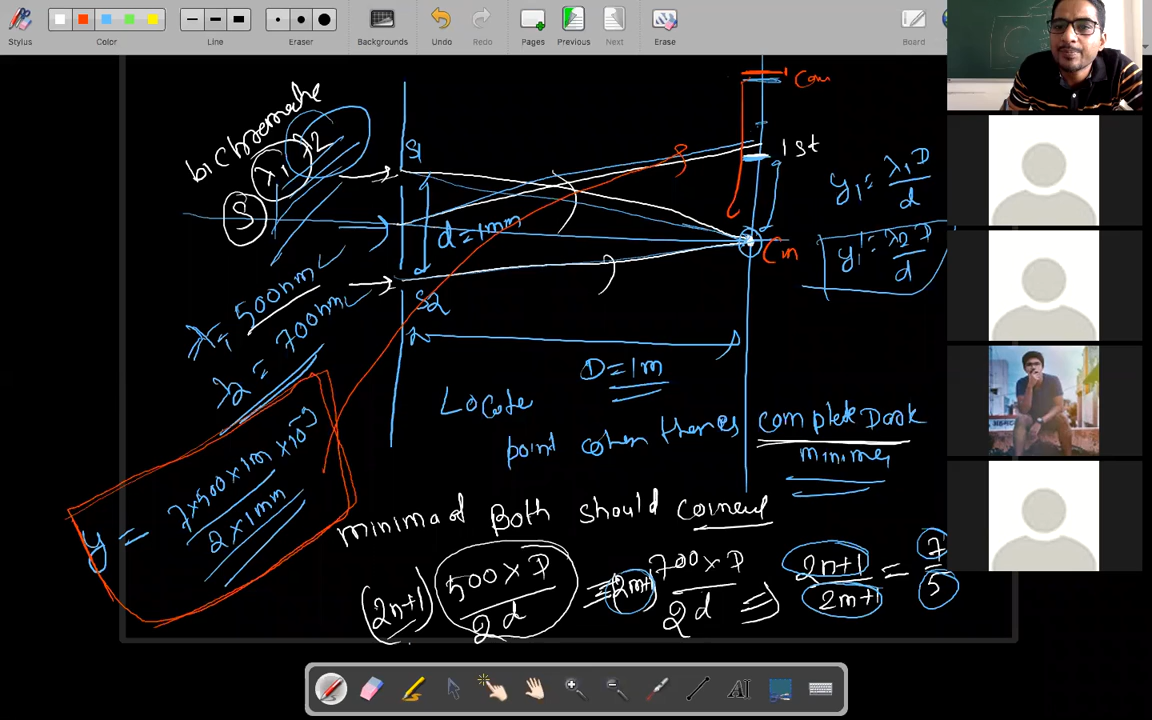 Stylus
Color
Line
Eraser
Backgrounds
Undo
Redo
Pages
Previous
Next
Erase
Board
bichromatic
λ1 λ2
S
S1
S2
d=1mm
1st
Com
Cm
y1 = λ1D/d
y1' = λ2D/d
λ1 = 500nm
λ2 = 700nm
D=1m
Locate
point when theres complete Dark
minima
y = 7×500×1m×10⁻⁹ / 2×1mm
minima of Both should
(2n+1) 500×D/2d = (2m+1) 700×D/2d ⇒ 2n+1/2m+1 = 7/5